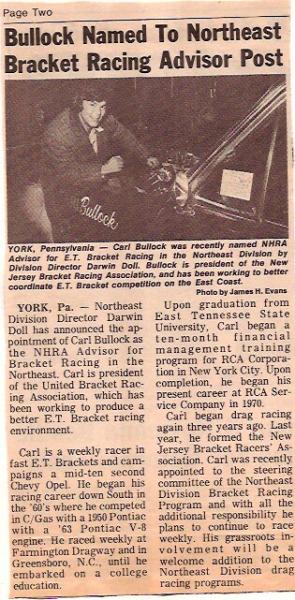 Page Two
Bullock Named To Northeast
Bracket Racing Advisor Post
Bullock
YORK, Pennsylvania — Carl Bullock was recently named NHRA
Advisor for E.T. Bracket Racing in the Northeast Division by
Division Director Darwin Doll. Bullock is president of the New
Jersey Bracket Racing Association, and has been working to better
coordinate E.T. Bracket competition on the East Coast.
Photo by James H. Evans
YORK, Pa. — Northeast
Division Director Darwin
Doll has announced the ap-
pointment of Carl Bullock as
the NHRA Advisor for
Bracket Racing in the
Northeast. Carl is president
of the United Bracket Rac-
ing Association, which has
been working to produce a
better E.T. bracket racing
environment.
Carl is a weekly racer in
fast E.T. Brackets and cam-
paigns a mid-ten second
Chevy Opel. He began his
racing career down South in
the '60's where he competed
in C/Gas with a 1950 Pontiac
with a '63 Pontiac V-8
engine. He raced weekly at
Farmington Dragway and in
Greensboro, N.C., until he
embarked on a college
education.
Upon graduation from
East Tennessee State
University, Carl began a
ten-month financial
management training
program for RCA Corpora-
tion in New York City. Upon
completion, he began his
present career at RCA Ser-
vice Company in 1970.
Carl began drag racing
again three years ago. Last
year, he formed the New
Jersey Bracket Racers' As-
sociation. Carl was recently
appointed to the steering
committee of the Northeast
Division Bracket Racing
Program and with all the
additional responsibility he
plans to continue to race
weekly. His grassroots in-
volvement will be a
welcome addition to the
Northeast Division drag
racing programs.